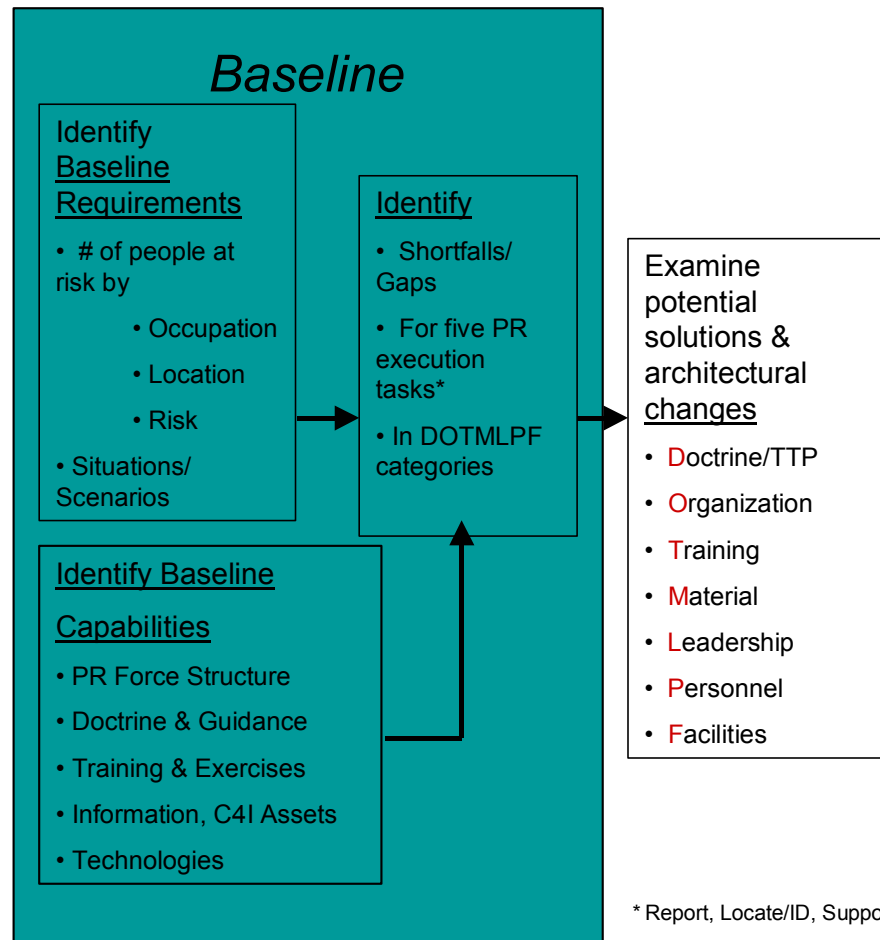 Baseline
Identify
Baseline
Requirements
• # of people at
risk by
• Occupation
• Location
• Risk
• Situations/
Scenarios
Identify Baseline
Capabilities
• PR Force Structure
• Doctrine & Guidance
• Training & Exercises
• Information, C4I Assets
• Technologies
Identify
• Shortfalls/
Gaps
• For five PR
execution
tasks*
• In DOTMLPF
categories
Examine
potential
solutions &
architectural
changes
• Doctrine/TTP
• Organization
• Training
• Material
• Leadership
• Personnel
• Facilities
* Report, Locate/ID,